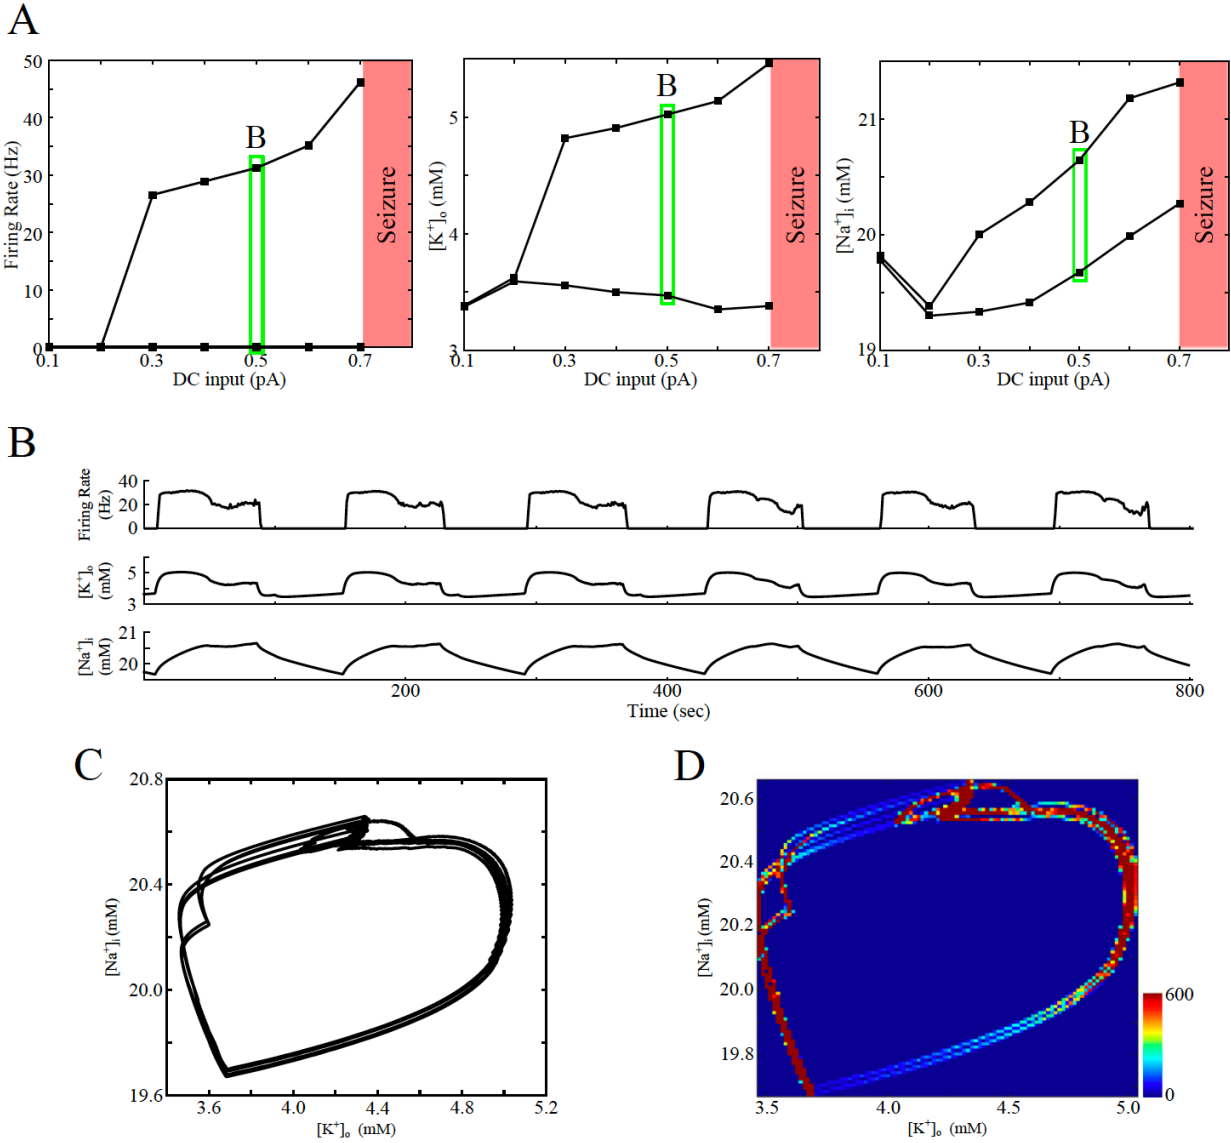 A
50
40
30
20
10
0
Firing Rate (Hz)
B
Seizure
0.1
0.3
0.5
0.7
DC input (pA)
5
4
3
[K⁺]ₒ (mM)
B
Seizure
0.1
0.3
0.5
0.7
DC input (pA)
21
20
19
[Na⁺]ᵢ (mM)
B
Seizure
0.1
0.3
0.5
0.7
DC input (pA)
B
Firing Rate
(Hz)
40
20
0
[K⁺]ₒ
(mM)
5
3
[Na⁺]ᵢ
(mM)
21
20
200
400
600
800
Time (sec)
C
20.8
20.4
20.0
19.6
[Na⁺]ᵢ (mM)
3.6
4.0
4.4
4.8
5.2
[K⁺]ₒ (mM)
D
20.6
20.4
20.2
20.0
19.8
[Na⁺]ᵢ (mM)
3.5
4.0
4.5
5.0
[K⁺]ₒ (mM)
600
0